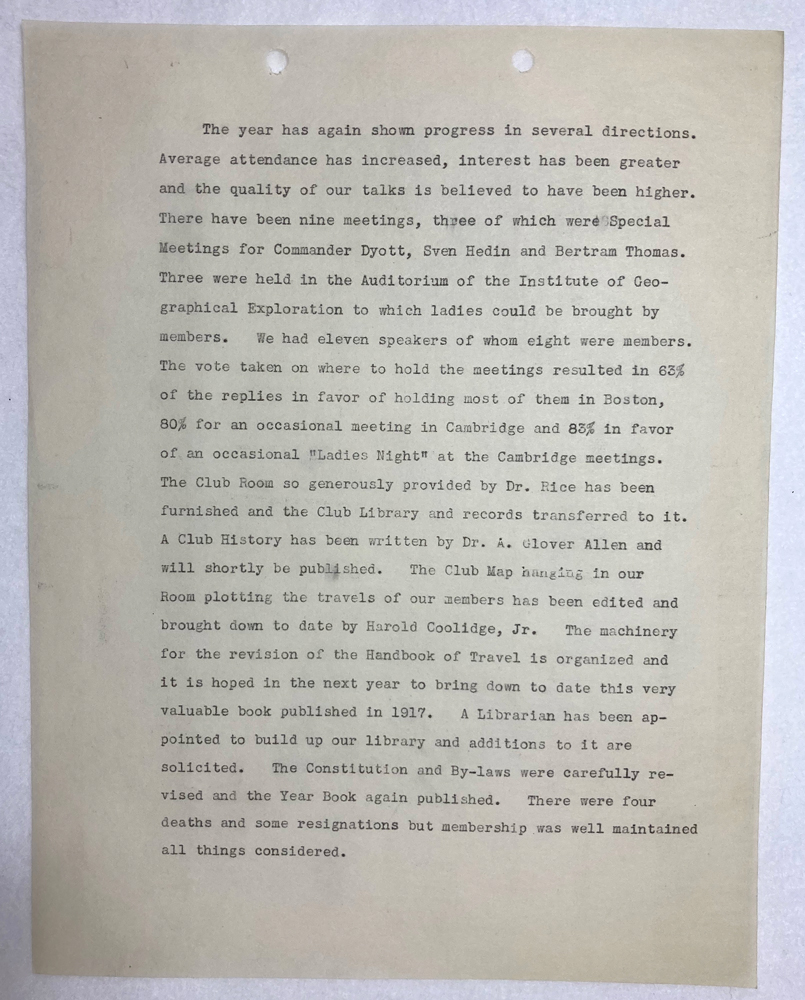 The year has again shown progress in several directions.
Average attendance has increased, interest has been greater
and the quality of our talks is believed to have been higher.
There have been nine meetings, three of which were Special
Meetings for Commander Dyott, Sven Hedin and Bertram Thomas.
Three were held in the Auditorium of the Institute of Geo-
graphical Exploration to which ladies could be brought by
members. We had eleven speakers of whom eight were members.
The vote taken on where to hold the meetings resulted in 63%
of the replies in favor of holding most of them in Boston,
80% for an occasional meeting in Cambridge and 83% in favor
of an occasional "Ladies Night" at the Cambridge meetings.
The Club Room so generously provided by Dr. Rice has been
furnished and the Club Library and records transferred to it.
A Club History has been written by Dr. A. Glover Allen and
will shortly be published. The Club Map hanging in our
Room plotting the travels of our members has been edited and
brought down to date by Harold Coolidge, Jr. The machinery
for the revision of the Handbook of Travel is organized and
it is hoped in the next year to bring down to date this very
valuable book published in 1917. A Librarian has been ap-
pointed to build up our library and additions to it are
solicited. The Constitution and By-laws were carefully re-
vised and the Year Book again published. There were four
deaths and some resignations but membership was well maintained
all things considered.